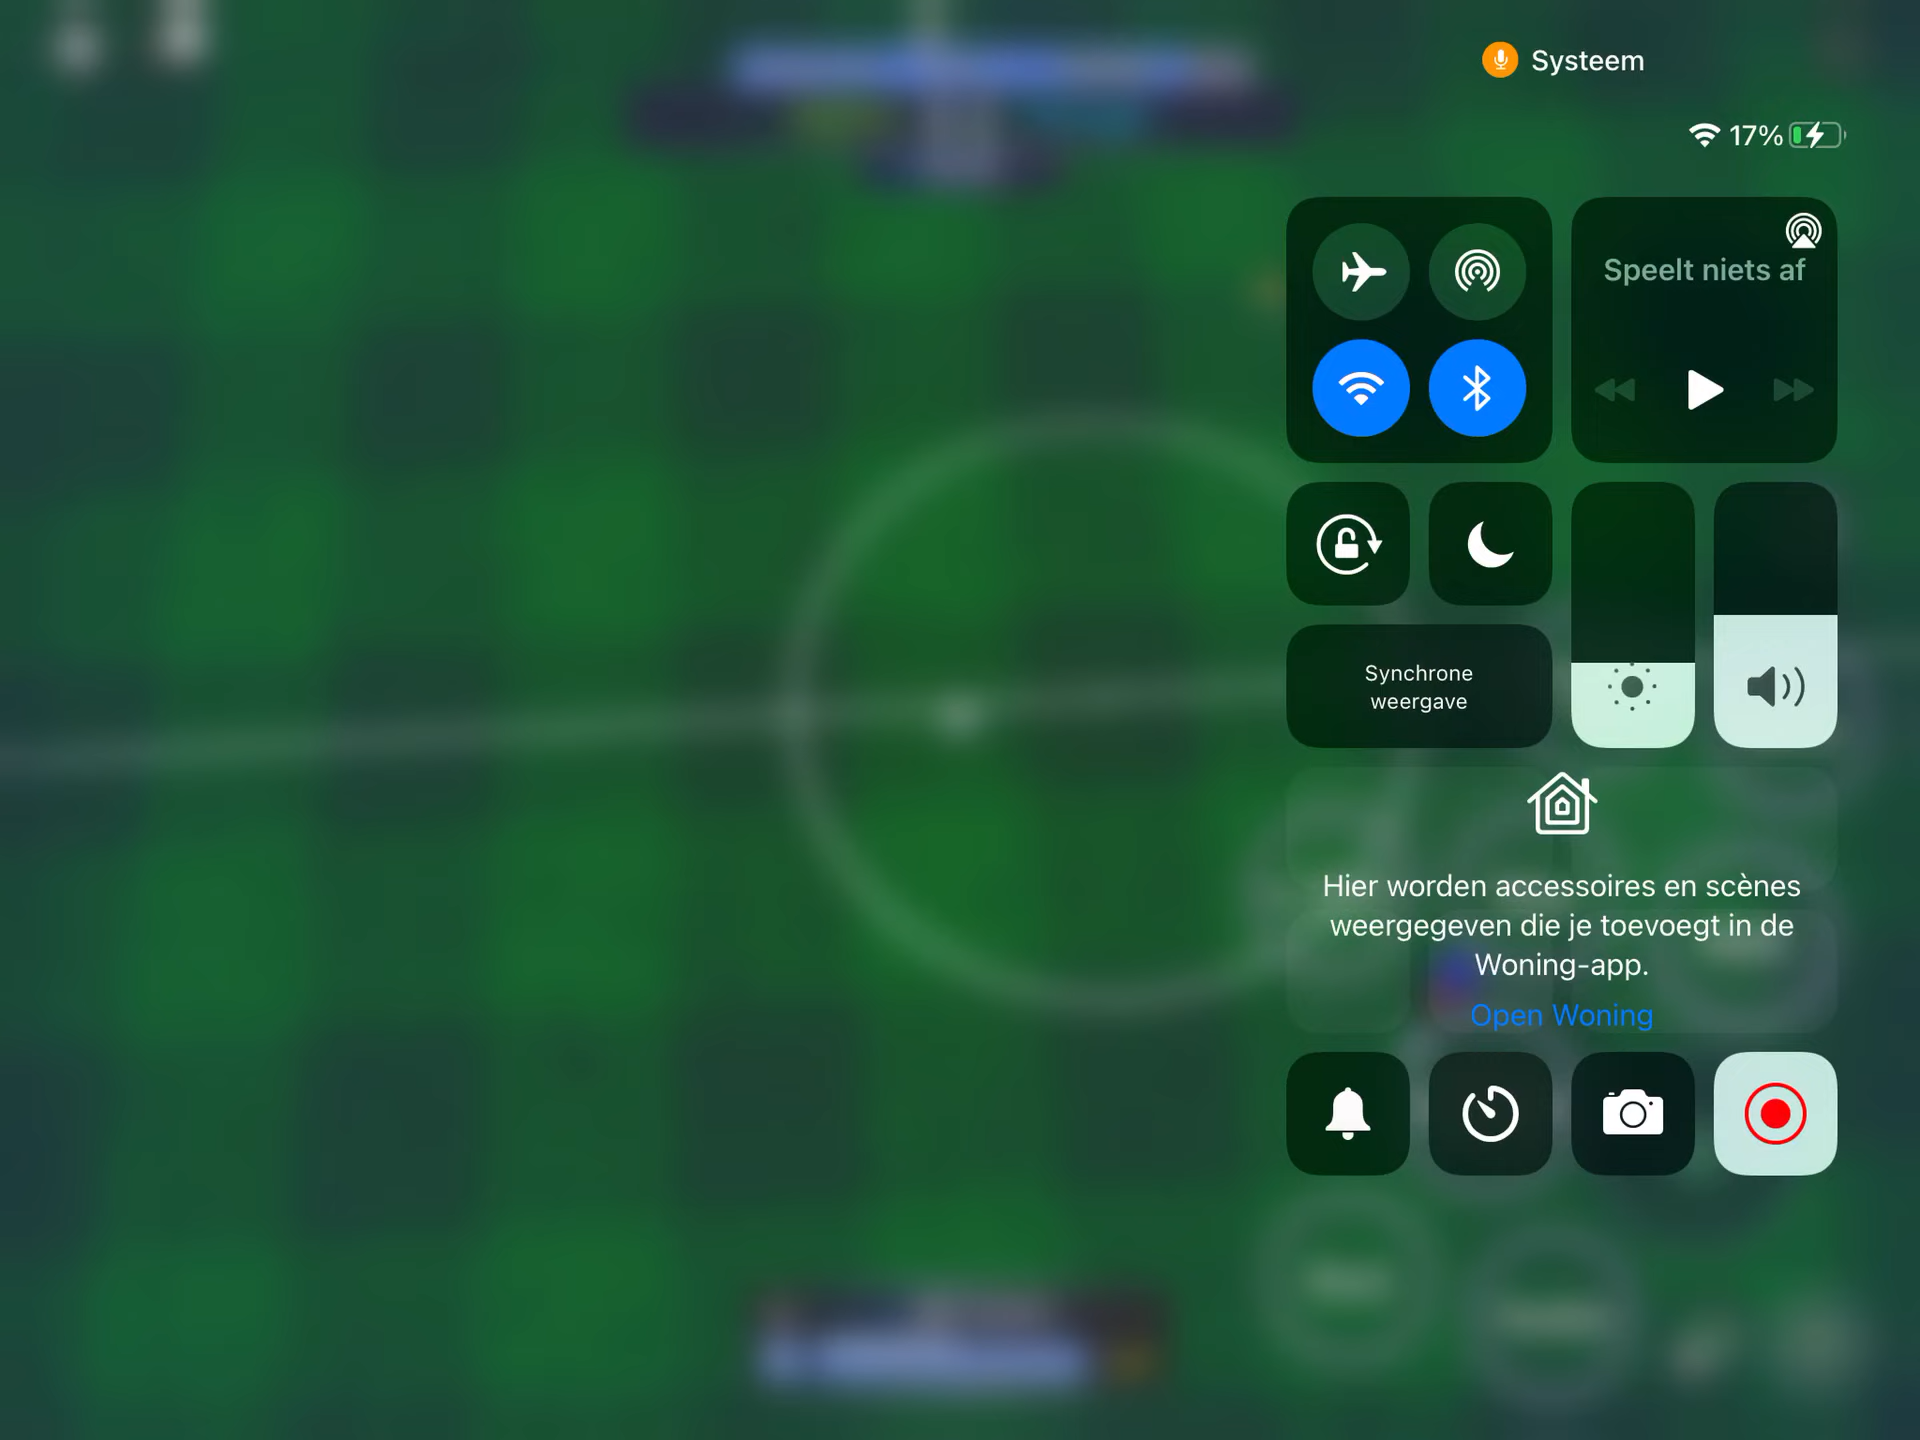 Systeem
17%
Speelt niets af
Synchrone
weergave
Hier worden accessoires en scènes
weergegeven die je toevoegt in de
Woning-app.
Open Woning